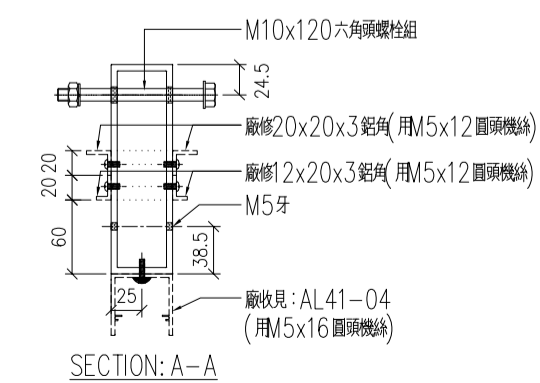 M10x120六角頭螺栓組
24.5
廠修20x20x3鋁角(用M5x12圓頭機絲)
20
20
廠修12x20x3鋁角(用M5x12圓頭機絲)
M5牙
60
38.5
25
廠收見：AL41-04
(用M5x16圓頭機絲)
SECTION: A-A